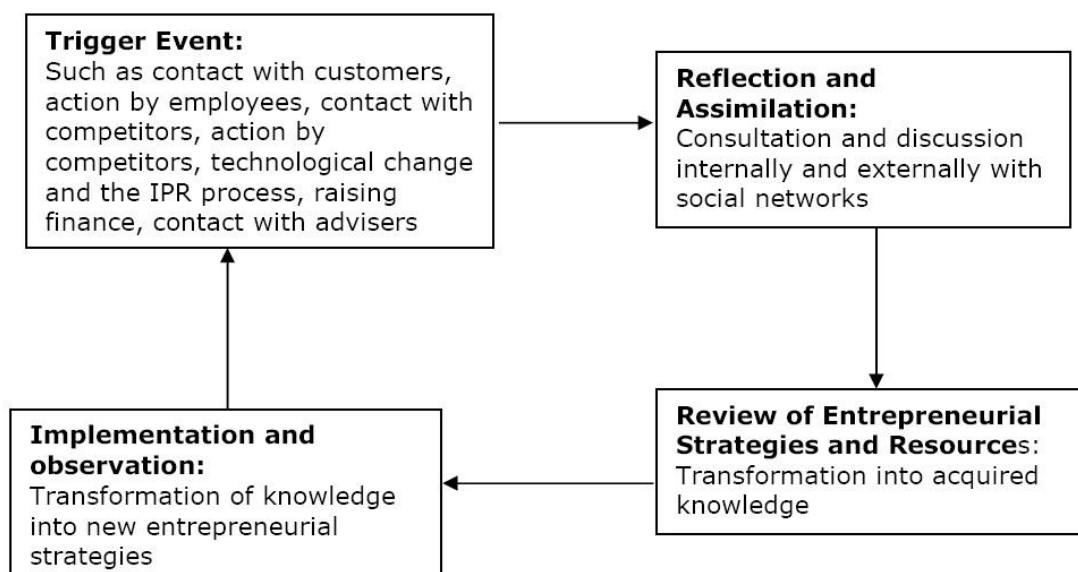 Trigger Event:
Such as contact with customers,
action by employees, contact with
competitors, action by
competitors, technological change
and the IPR process, raising
finance, contact with advisers
Reflection and
Assimilation:
Consultation and discussion
internally and externally with
social networks
Review of Entrepreneurial
Strategies and Resources:
Transformation into acquired
knowledge
Implementation and
observation:
Transformation of knowledge
into new entrepreneurial
strategies